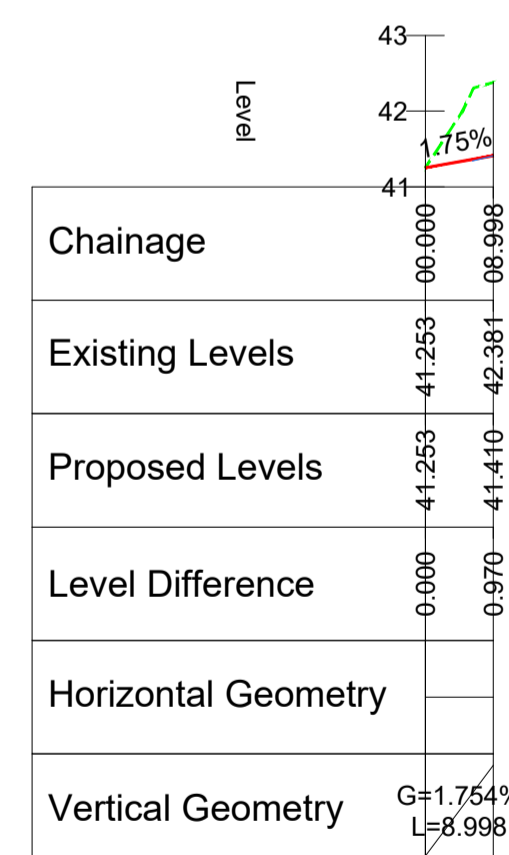 43
42
41
Level
1.75%
Chainage
00.000
08.998
Existing Levels
41.253
42.381
Proposed Levels
41.253
41.410
Level Difference
0.000
0.970
Horizontal Geometry
Vertical Geometry
G=1.754%
L=8.998